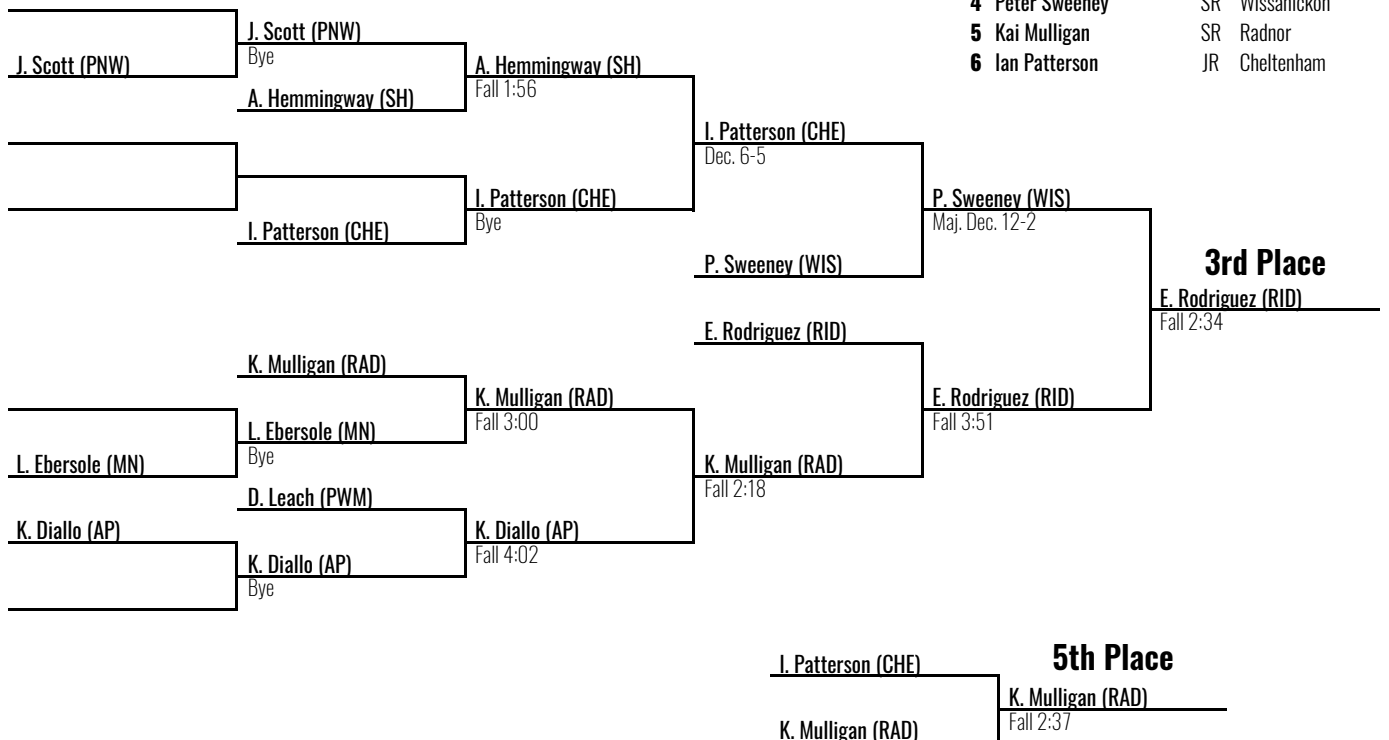 4 Peter Sweeney SR Wissahickon
5 Kai Mulligan SR Radnor
6 Ian Patterson JR Cheltenham
J. Scott (PNW)
J. Scott (PNW)
Bye
A. Hemmingway (SH)
A. Hemmingway (SH)
Fall 1:56
I. Patterson (CHE)
Dec. 6-5
I. Patterson (CHE)
I. Patterson (CHE)
Bye
P. Sweeney (WIS)
P. Sweeney (WIS)
Maj. Dec. 12-2
3rd Place
E. Rodriguez (RID)
Fall 2:34
E. Rodriguez (RID)
K. Mulligan (RAD)
K. Mulligan (RAD)
Fall 3:00
E. Rodriguez (RID)
Fall 3:51
L. Ebersole (MN)
L. Ebersole (MN)
Bye
K. Mulligan (RAD)
Fall 2:18
D. Leach (PWM)
K. Diallo (AP)
K. Diallo (AP)
Fall 4:02
K. Diallo (AP)
Bye
5th Place
I. Patterson (CHE)
K. Mulligan (RAD)
Fall 2:37
K. Mulligan (RAD)